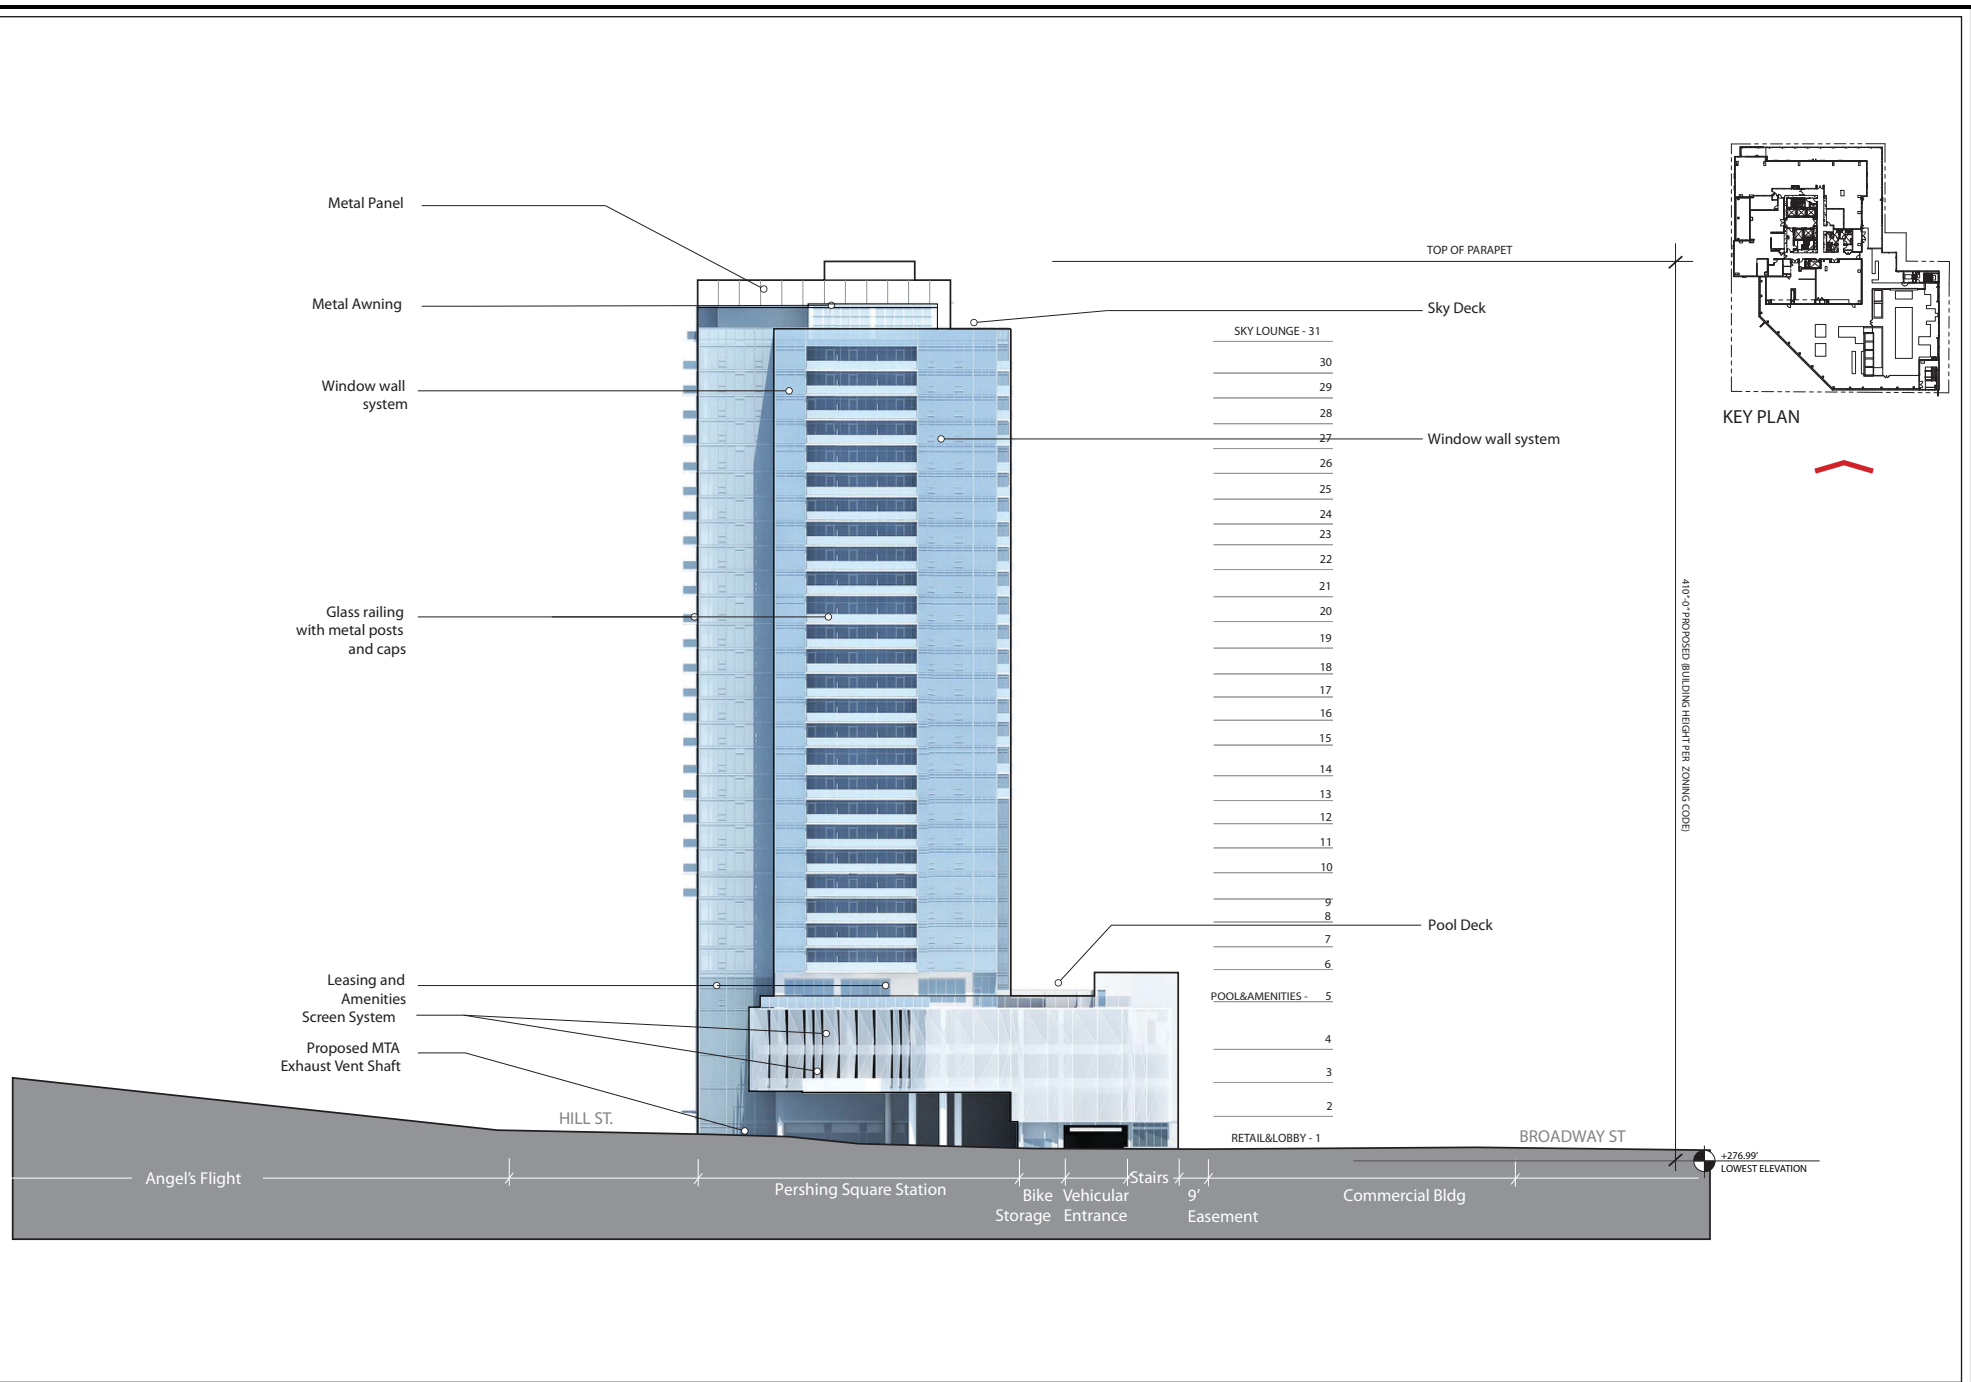 Metal Panel
Metal Awning
Window wall
system
Glass railing
with metal posts
and caps
Leasing and
Amenities
Screen System
Proposed MTA
Exhaust Vent Shaft
TOP OF PARAPET
Sky Deck
Window wall system
Pool Deck
SKY LOUNGE - 31
30
29
28
27
26
25
24
23
22
21
20
19
18
17
16
15
14
13
12
11
10
9
8
7
6
POOL&AMENITIES - 5
4
3
2
RETAIL&LOBBY - 1
410'-0" PROPOSED (BUILDING HEIGHT PER ZONING CODE)
KEY PLAN
HILL ST.
BROADWAY ST
+276.99'
LOWEST ELEVATION
Angel's Flight
Pershing Square Station
Bike
Storage
Vehicular
Entrance
Stairs
9'
Easement
Commercial Bldg